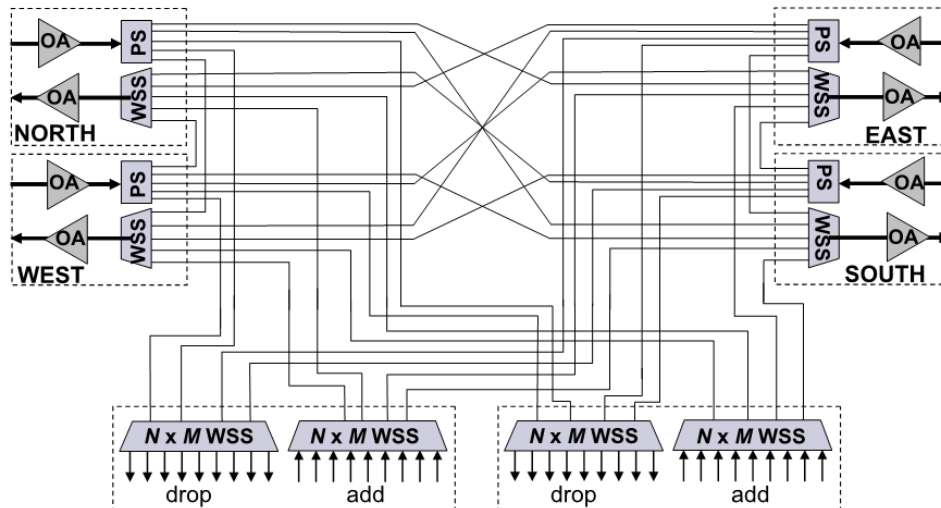 OA PS PS OA
OA WSS WSS OA
NORTH EAST
OA PS PS OA
OA WSS WSS OA
WEST SOUTH
N x M WSS N x M WSS N x M WSS N x M WSS
drop add drop add